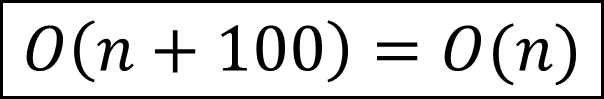 O(n + 100) = O(n)